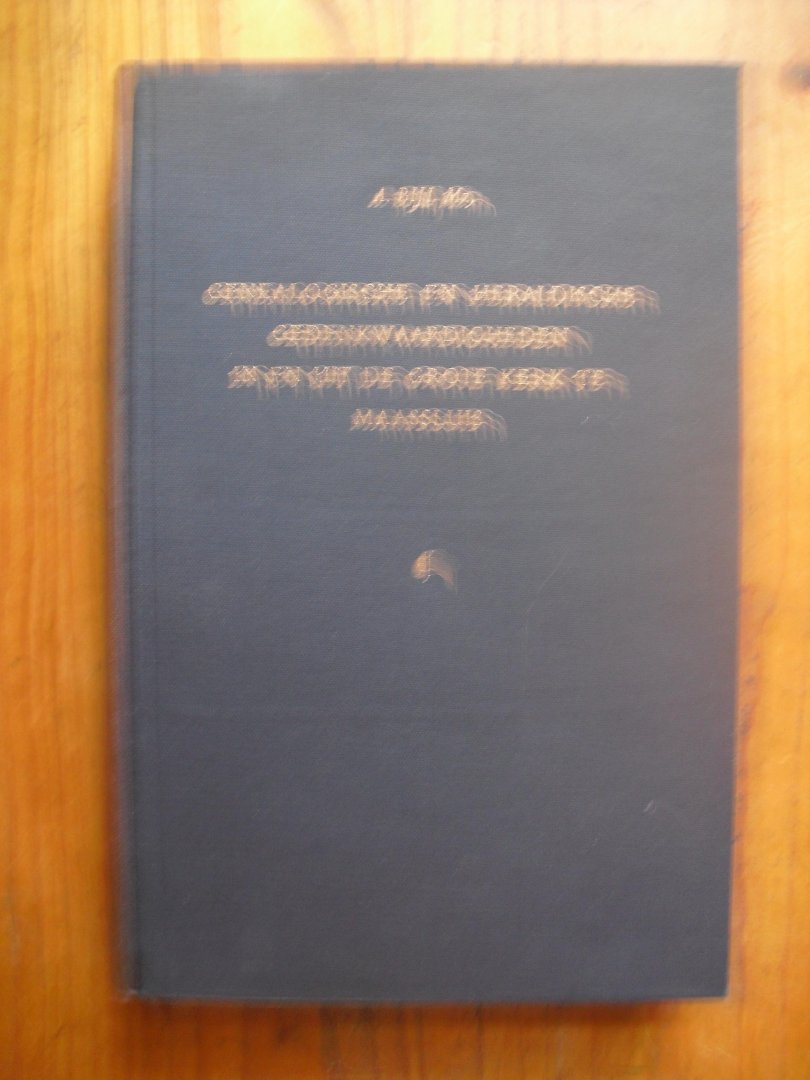 GENEALOGISCHE EN HERALDISCHE
GEDENKWAARDIGHEDEN
IN EN UIT DE GROTE KERK TE
MAASSLUIS